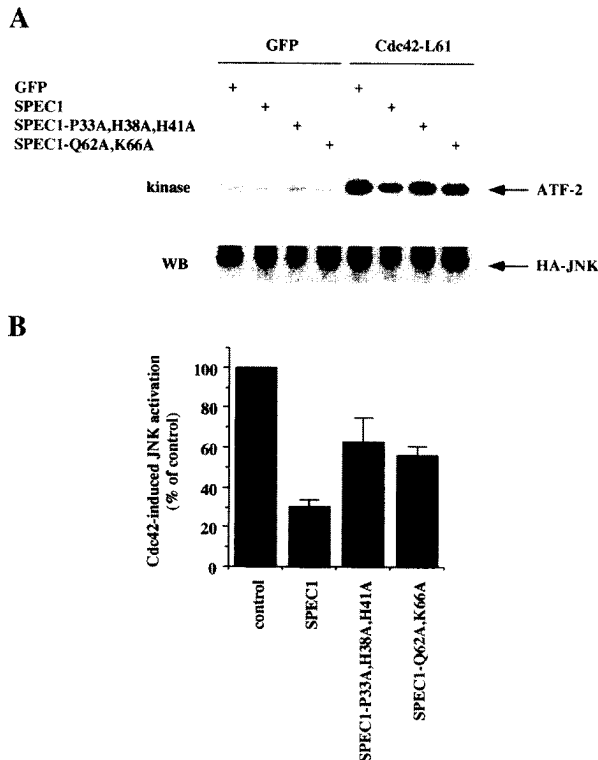 A
GFP Cdc42-L61
GFP + +
SPEC1 + +
SPEC1-P33A,H38A,H41A + +
SPEC1-Q62A,K66A + +
kinase ATF-2
WB HA-JNK
B
Cdc42-induced JNK activation
(% of control)
100
80
60
40
20
0
control
SPEC1
SPEC1-P33A,H38A,H41A
SPEC1-Q62A,K66A